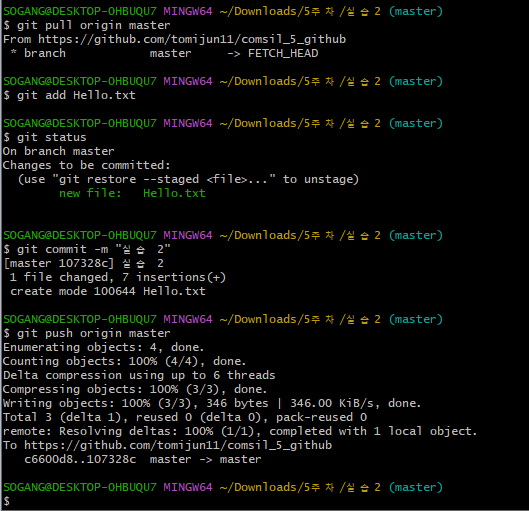 SOGANG@DESKTOP-OHBUQU7 MINGW64 ~/Downloads/5주차/실습2 (master)
$ git pull origin master
From https://github.com/tomijun11/comsil_5_github
 * branch            master     -> FETCH_HEAD
SOGANG@DESKTOP-OHBUQU7 MINGW64 ~/Downloads/5주차/실습2 (master)
$ git add Hello.txt
SOGANG@DESKTOP-OHBUQU7 MINGW64 ~/Downloads/5주차/실습2 (master)
$ git status
On branch master
Changes to be committed:
  (use "git restore --staged <file>..." to unstage)
        new file:   Hello.txt
SOGANG@DESKTOP-OHBUQU7 MINGW64 ~/Downloads/5주차/실습2 (master)
$ git commit -m "실습 2"
[master 107328c] 실습 2
 1 file changed, 7 insertions(+)
 create mode 100644 Hello.txt
SOGANG@DESKTOP-OHBUQU7 MINGW64 ~/Downloads/5주차/실습2 (master)
$ git push origin master
Enumerating objects: 4, done.
Counting objects: 100% (4/4), done.
Delta compression using up to 6 threads
Compressing objects: 100% (3/3), done.
Writing objects: 100% (3/3), 346 bytes | 346.00 KiB/s, done.
Total 3 (delta 1), reused 0 (delta 0), pack-reused 0
remote: Resolving deltas: 100% (1/1), completed with 1 local object.
To https://github.com/tomijun11/comsil_5_github
   c6600d8..107328c  master -> master
SOGANG@DESKTOP-OHBUQU7 MINGW64 ~/Downloads/5주차/실습2 (master)
$